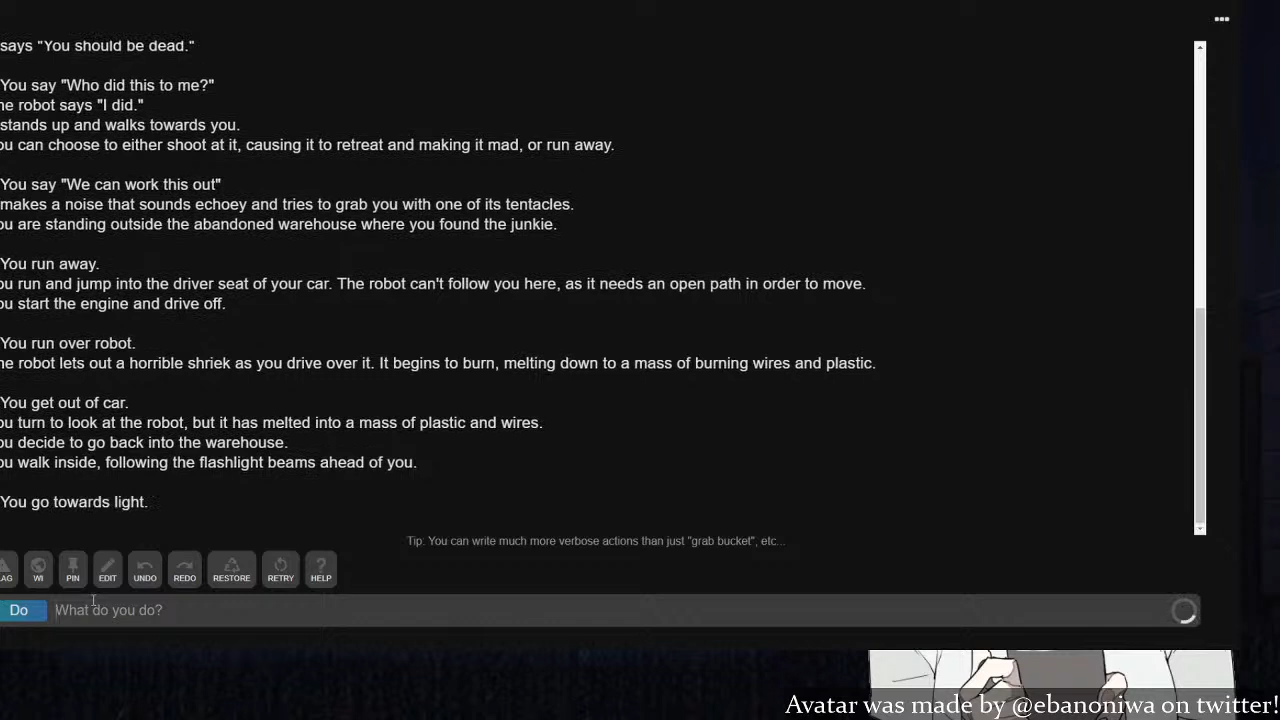 says "You should be dead."
You say "Who did this to me?"
he robot says "I did."
stands up and walks towards you.
ou can choose to either shoot at it, causing it to retreat and making it mad, or run away.
You say "We can work this out"
makes a noise that sounds echoey and tries to grab you with one of its tentacles.
ou are standing outside the abandoned warehouse where you found the junkie.
You run away.
ou run and jump into the driver seat of your car. The robot can't follow you here, as it needs an open path in order to move.
ou start the engine and drive off.
You run over robot.
he robot lets out a horrible shriek as you drive over it. It begins to burn, melting down to a mass of burning wires and plastic.
You get out of car.
ou turn to look at the robot, but it has melted into a mass of plastic and wires.
ou decide to go back into the warehouse.
ou walk inside, following the flashlight beams ahead of you.
You go towards light.
Tip: You can write much more verbose actions than just "grab bucket", etc...
LAG WI PIN EDIT UNDO REDO RESTORE RETRY HELP
Do What do you do?
Avatar was made by @ebanoniwa on twitter!